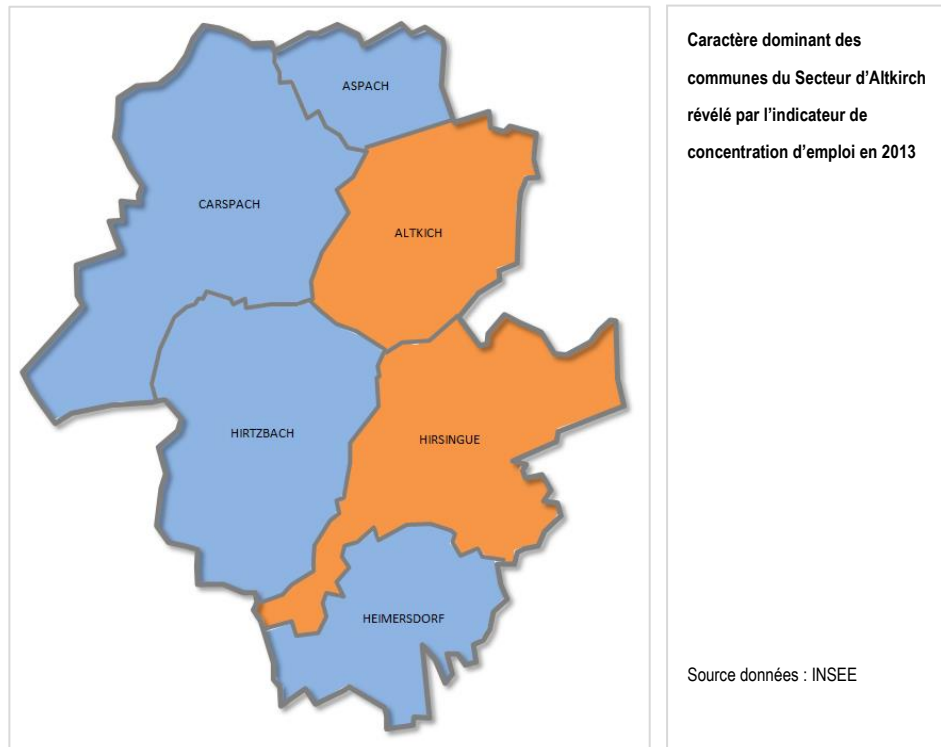 ASPACH
CARSPACH
ALTKICH
HIRTZBACH
HIRSINGUE
HEIMERSDORF
Caractère dominant des
communes du Secteur d'Altkirch
révélé par l'indicateur de
concentration d'emploi en 2013
Source données : INSEE